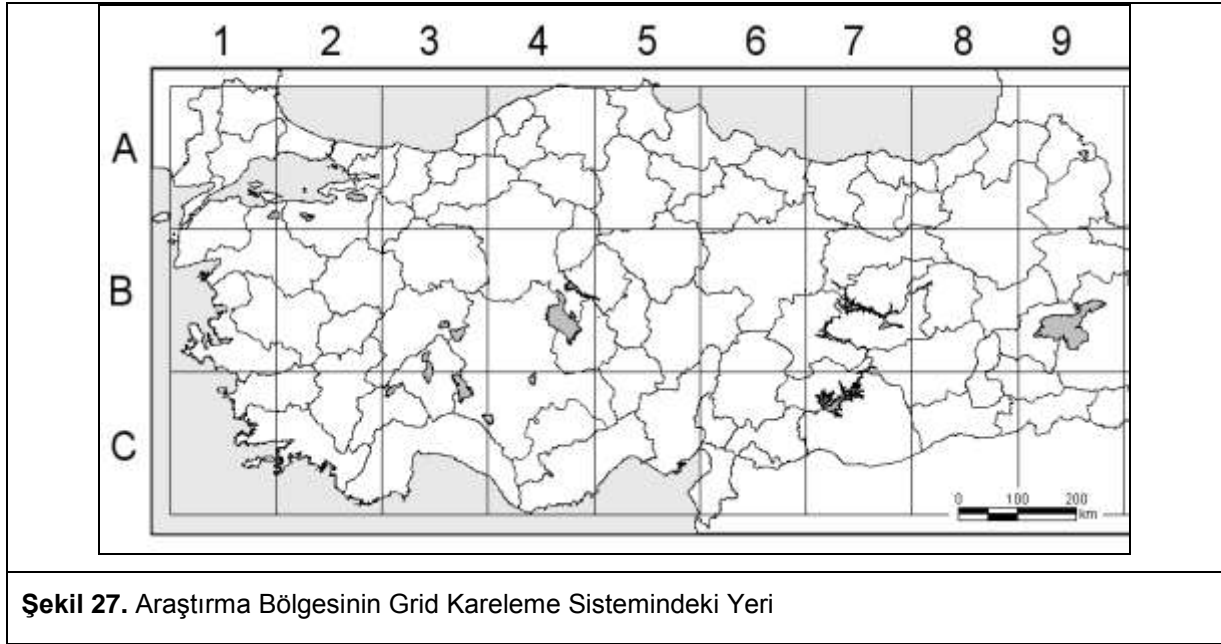 1 2 3 4 5 6 7 8 9
A
B
C
0 100 200
km
Şekil 27. Araştırma Bölgesinin Grid Kareleme Sistemindeki Yeri